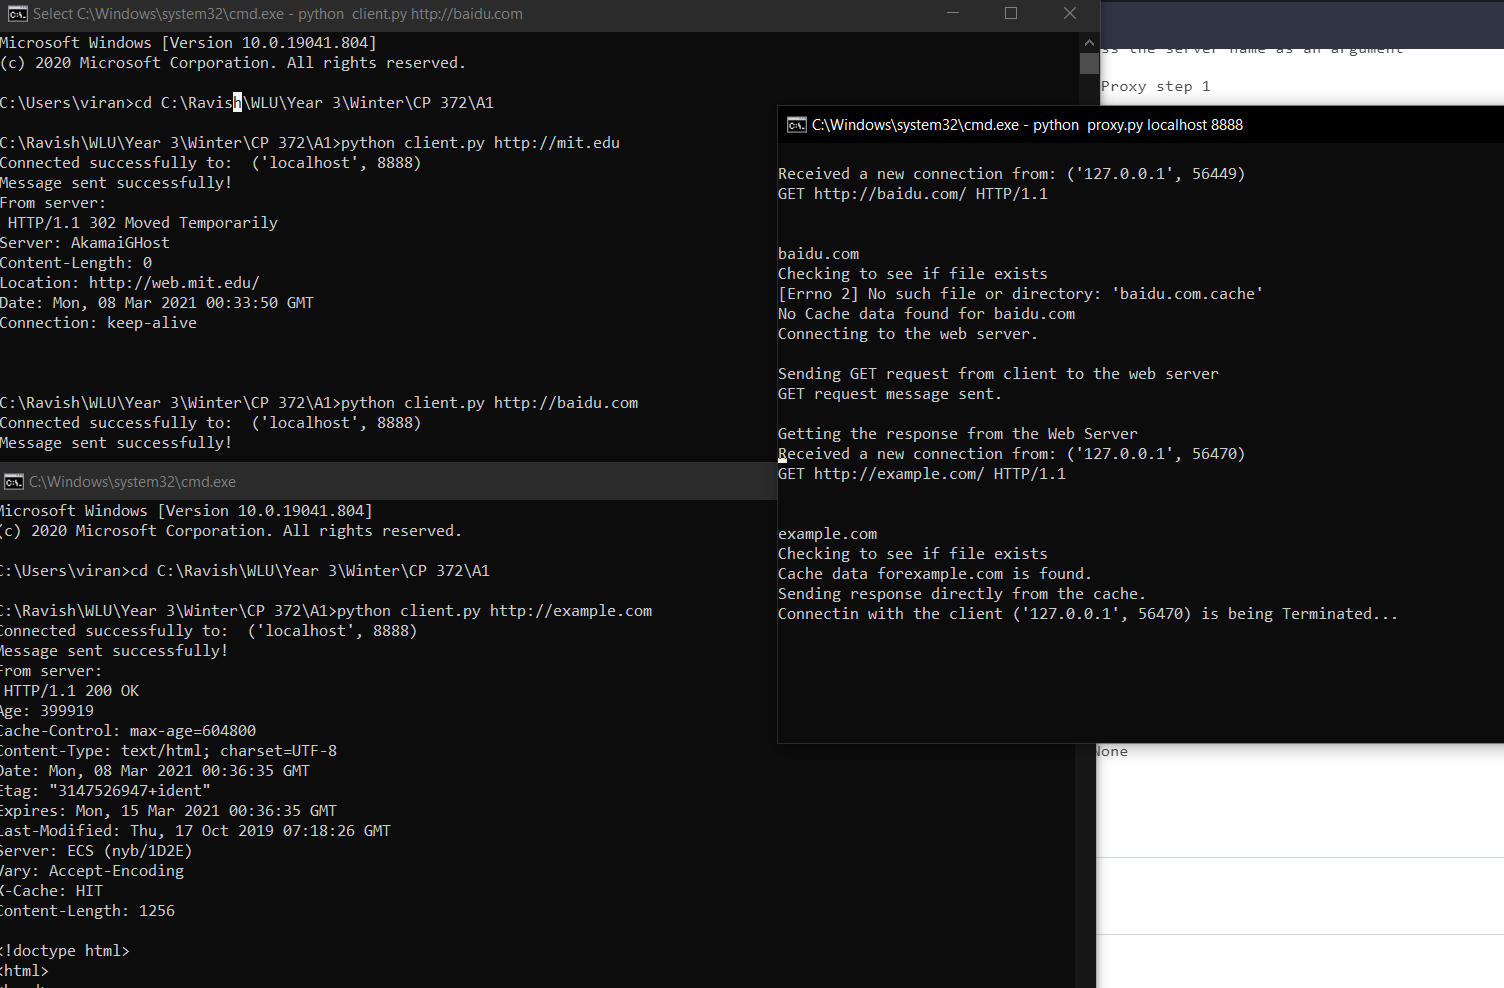 Select C:\Windows\system32\cmd.exe - python  client.py http://baidu.com
Microsoft Windows [Version 10.0.19041.804]
(c) 2020 Microsoft Corporation. All rights reserved.
C:\Users\viran>cd C:\Ravish\WLU\Year 3\Winter\CP 372\A1
C:\Ravish\WLU\Year 3\Winter\CP 372\A1>python client.py http://mit.edu
Connected successfully to:  ('localhost', 8888)
Message sent successfully!
From server:
HTTP/1.1 302 Moved Temporarily
Server: AkamaiGHost
Content-Length: 0
Location: http://web.mit.edu/
Date: Mon, 08 Mar 2021 00:33:50 GMT
Connection: keep-alive
C:\Ravish\WLU\Year 3\Winter\CP 372\A1>python client.py http://baidu.com
Connected successfully to:  ('localhost', 8888)
Message sent successfully!
C:\Windows\system32\cmd.exe
Microsoft Windows [Version 10.0.19041.804]
(c) 2020 Microsoft Corporation. All rights reserved.
C:\Users\viran>cd C:\Ravish\WLU\Year 3\Winter\CP 372\A1
C:\Ravish\WLU\Year 3\Winter\CP 372\A1>python client.py http://example.com
Connected successfully to:  ('localhost', 8888)
Message sent successfully!
From server:
HTTP/1.1 200 OK
Age: 399919
Cache-Control: max-age=604800
Content-Type: text/html; charset=UTF-8
Date: Mon, 08 Mar 2021 00:36:35 GMT
Etag: "3147526947+ident"
Expires: Mon, 15 Mar 2021 00:36:35 GMT
Last-Modified: Thu, 17 Oct 2019 07:18:26 GMT
Server: ECS (nyb/1D2E)
Vary: Accept-Encoding
X-Cache: HIT
Content-Length: 1256
<!doctype html>
<html>
ss the server name as an argument
Proxy step 1
C:\Windows\system32\cmd.exe - python  proxy.py localhost 8888
Received a new connection from: ('127.0.0.1', 56449)
GET http://baidu.com/ HTTP/1.1
baidu.com
Checking to see if file exists
[Errno 2] No such file or directory: 'baidu.com.cache'
No Cache data found for baidu.com
Connecting to the web server.
Sending GET request from client to the web server
GET request message sent.
Getting the response from the Web Server
Received a new connection from: ('127.0.0.1', 56470)
GET http://example.com/ HTTP/1.1
example.com
Checking to see if file exists
Cache data forexample.com is found.
Sending response directly from the cache.
Connectin with the client ('127.0.0.1', 56470) is being Terminated...
None